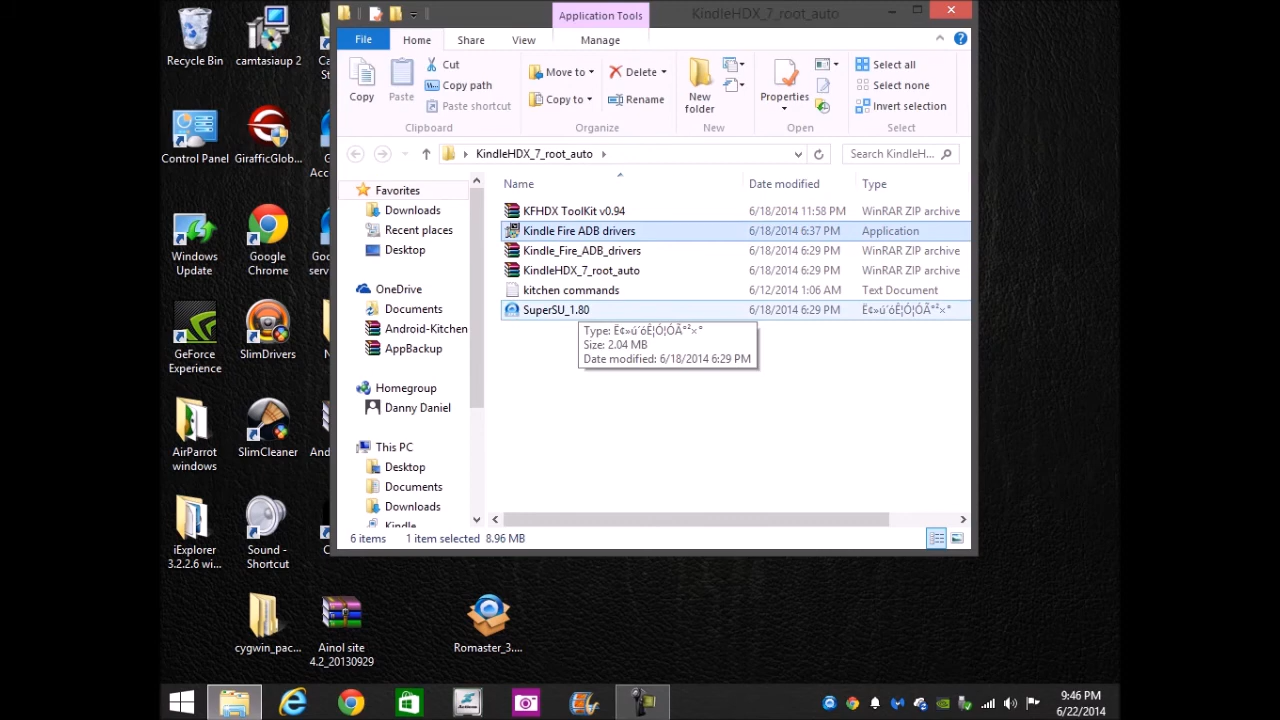 Application Tools
KindleHDX_7_root_auto
File
Home
Share
View
Manage
Copy
Paste
Cut
Copy path
Paste shortcut
Clipboard
Move to
Copy to
Delete
Rename
Organize
New
folder
New
Properties
Open
Select all
Select none
Invert selection
Select
KindleHDX_7_root_auto
Search KindleH...
Favorites
Downloads
Recent places
Desktop
OneDrive
Documents
Android-Kitchen
AppBackup
Homegroup
Danny Daniel
This PC
Desktop
Documents
Downloads
Kindle
Name Date modified Type
KFHDX ToolKit v0.94 6/18/2014 11:58 PM WinRAR ZIP archive
Kindle Fire ADB drivers 6/18/2014 6:37 PM Application
Kindle_Fire_ADB_drivers 6/18/2014 6:29 PM WinRAR ZIP archive
KindleHDX_7_root_auto 6/18/2014 6:29 PM WinRAR ZIP archive
kitchen commands 6/12/2014 1:06 AM Text Document
SuperSU_1.80 6/18/2014 6:29 PM
Type:
Size: 2.04 MB
Date modified: 6/18/2014 6:29 PM
6 items 1 item selected 8.96 MB
Recycle Bin
camtasiaup 2
Control Panel
GirafficGlob...
Windows
Update
Google
Chrome
GeForce
Experience
SlimDrivers
AirParrot
windows
SlimCleaner
iExplorer
3.2.2.6 wi...
Sound -
Shortcut
cygwin_pac...
Ainol site
4.2_20130929
Romaster_3....
9:46 PM
6/22/2014